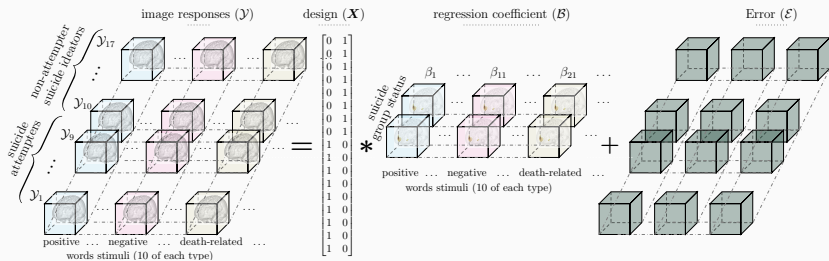 image responses (𝒴)
design (X)
regression coefficient (ℬ)
Error (ℰ)
non-attempter
suicide ideators
𝒴17
⋮
𝒴10
suicide
attempters
𝒴9
⋮
𝒴1
... ...
... ...
positive ... negative ... death-related ...
words stimuli (10 of each type)
=
0 1
0 1
0 1
0 1
0 1
0 1
0 1
0 1
1 0
1 0
1 0
1 0
1 0
1 0
1 0
1 0
1 0
*
suicide
group status
β1 ... β11 ... β21 ...
positive ... negative ... death-related ...
words stimuli (10 of each type)
+